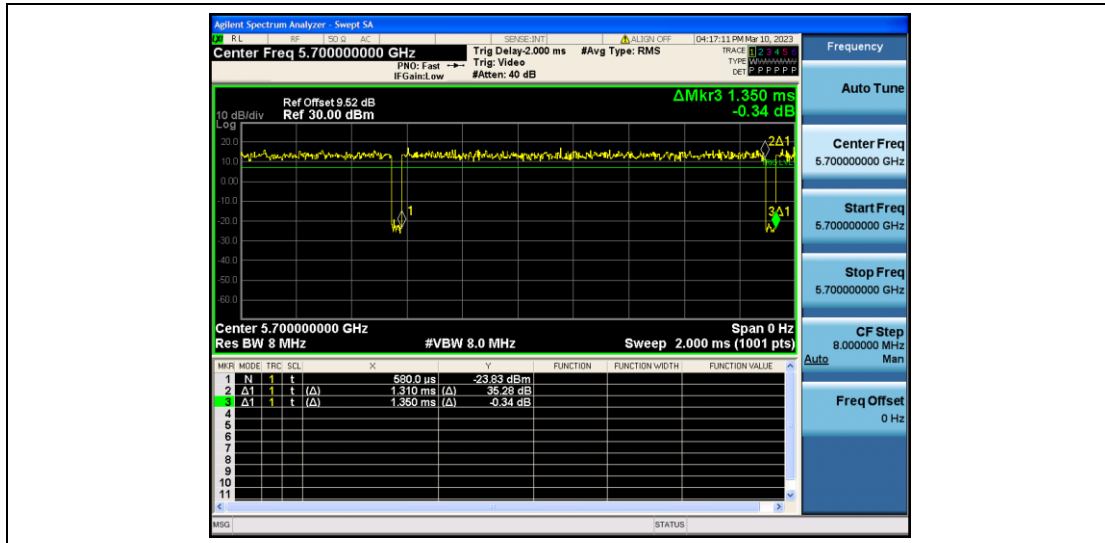 Agilent Spectrum Analyzer - Swept SA
RL RF 50 Ω AC SENSE:INT ALIGN OFF 04:17:11 PM Mar 10, 2023
Center Freq 5.700000000 GHz
Trig Delay-2.000 ms #Avg Type: RMS
TRACE 1 2 3 4 5 6
PNO: Fast Trig: Video
TYPE
IFGain:Low #Atten: 40 dB
DET P P P P P P
ΔMkr3 1.350 ms
-0.34 dB
Ref Offset 9.52 dB
10 dB/div Ref 30.00 dBm
Log
20.0
10.0
0.00
-10.0
-20.0
-30.0
-40.0
-50.0
-60.0
2Δ1
1
3Δ1
Center 5.700000000 GHz Span 0 Hz
Res BW 8 MHz #VBW 8.0 MHz Sweep 2.000 ms (1001 pts)
MKR MODE TRC SCL X Y FUNCTION FUNCTION WIDTH FUNCTION VALUE
1 N 1 t 580.0 us -23.83 dBm
2 Δ1 1 t (Δ) 1.310 ms (Δ) 35.28 dB
3 Δ1 1 t (Δ) 1.350 ms (Δ) -0.34 dB
4
5
6
7
8
9
10
11
MSG STATUS
Frequency
Auto Tune
Center Freq
5.700000000 GHz
Start Freq
5.700000000 GHz
Stop Freq
5.700000000 GHz
CF Step
8.000000 MHz
Auto Man
Freq Offset
0 Hz